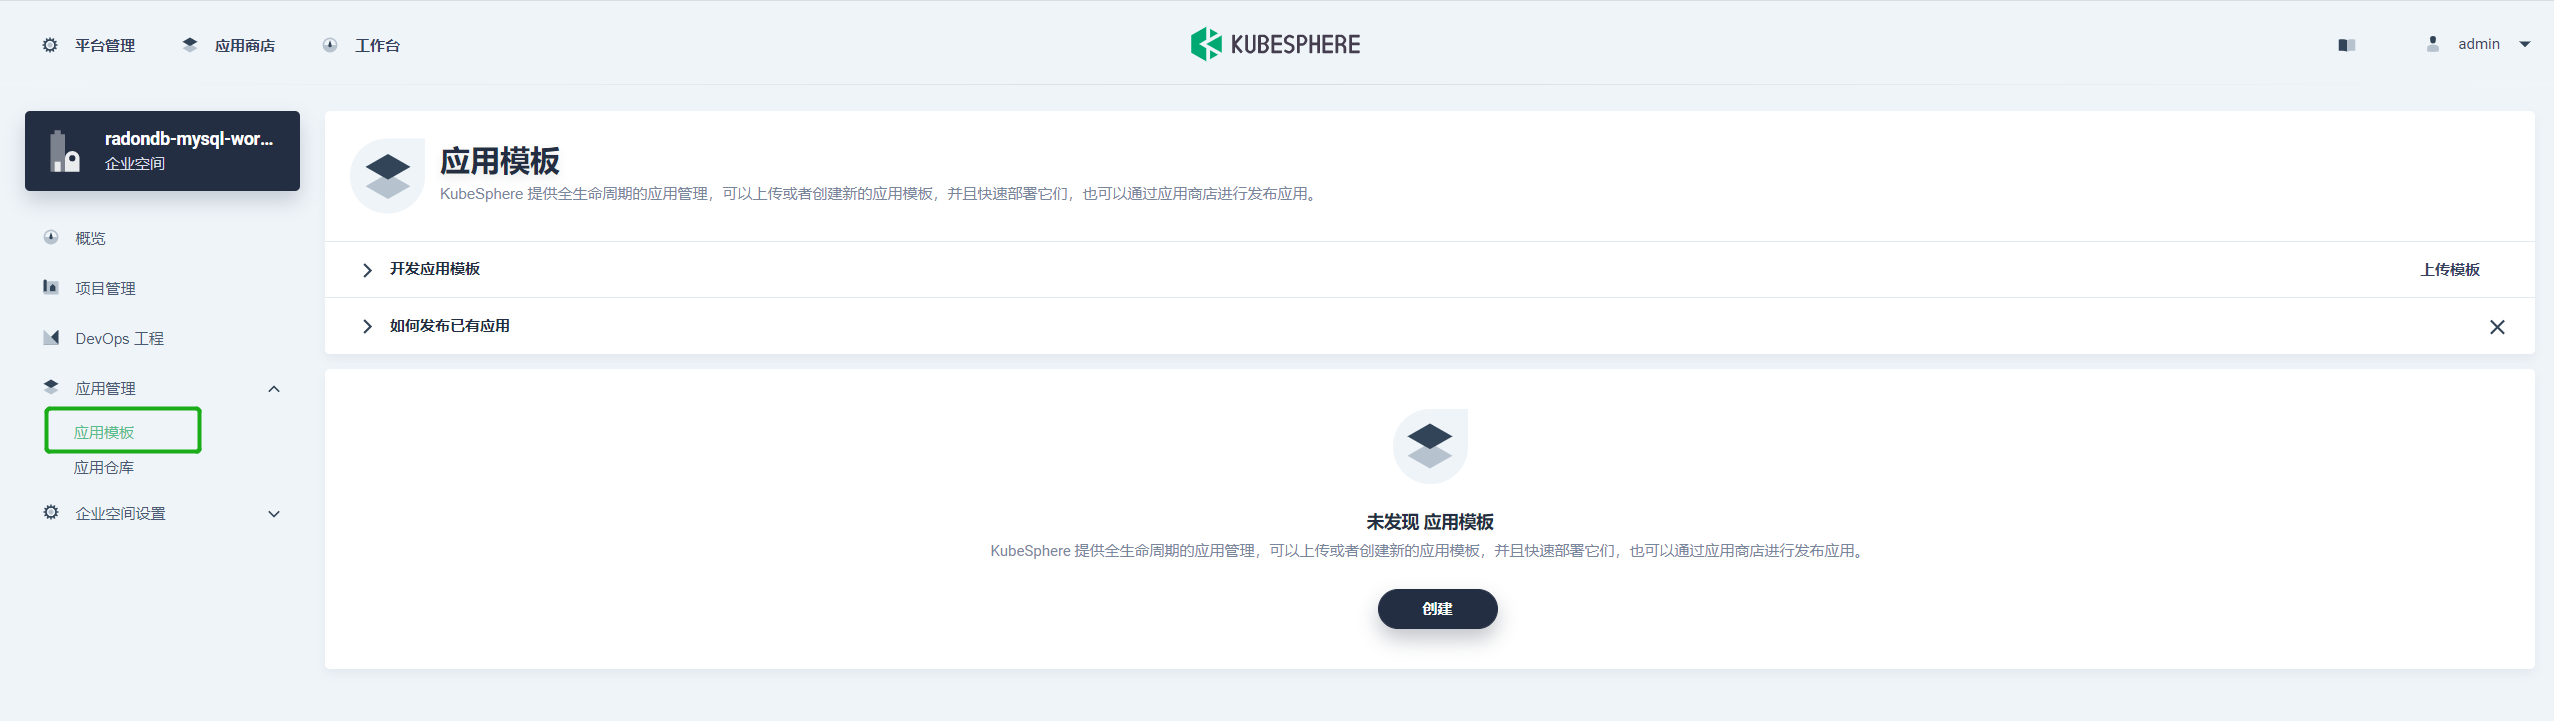 平台管理 应用商店 工作台 KUBESPHERE admin
radondb-mysql-wor...
企业空间
概览
项目管理
DevOps 工程
应用管理
应用模板
应用仓库
企业空间设置
应用模板
KubeSphere 提供全生命周期的应用管理，可以上传或者创建新的应用模板，并且快速部署它们，也可以通过应用商店进行发布应用。
开发应用模板 上传模板
如何发布已有应用
未发现 应用模板
KubeSphere 提供全生命周期的应用管理，可以上传或者创建新的应用模板，并且快速部署它们，也可以通过应用商店进行发布应用。
创建